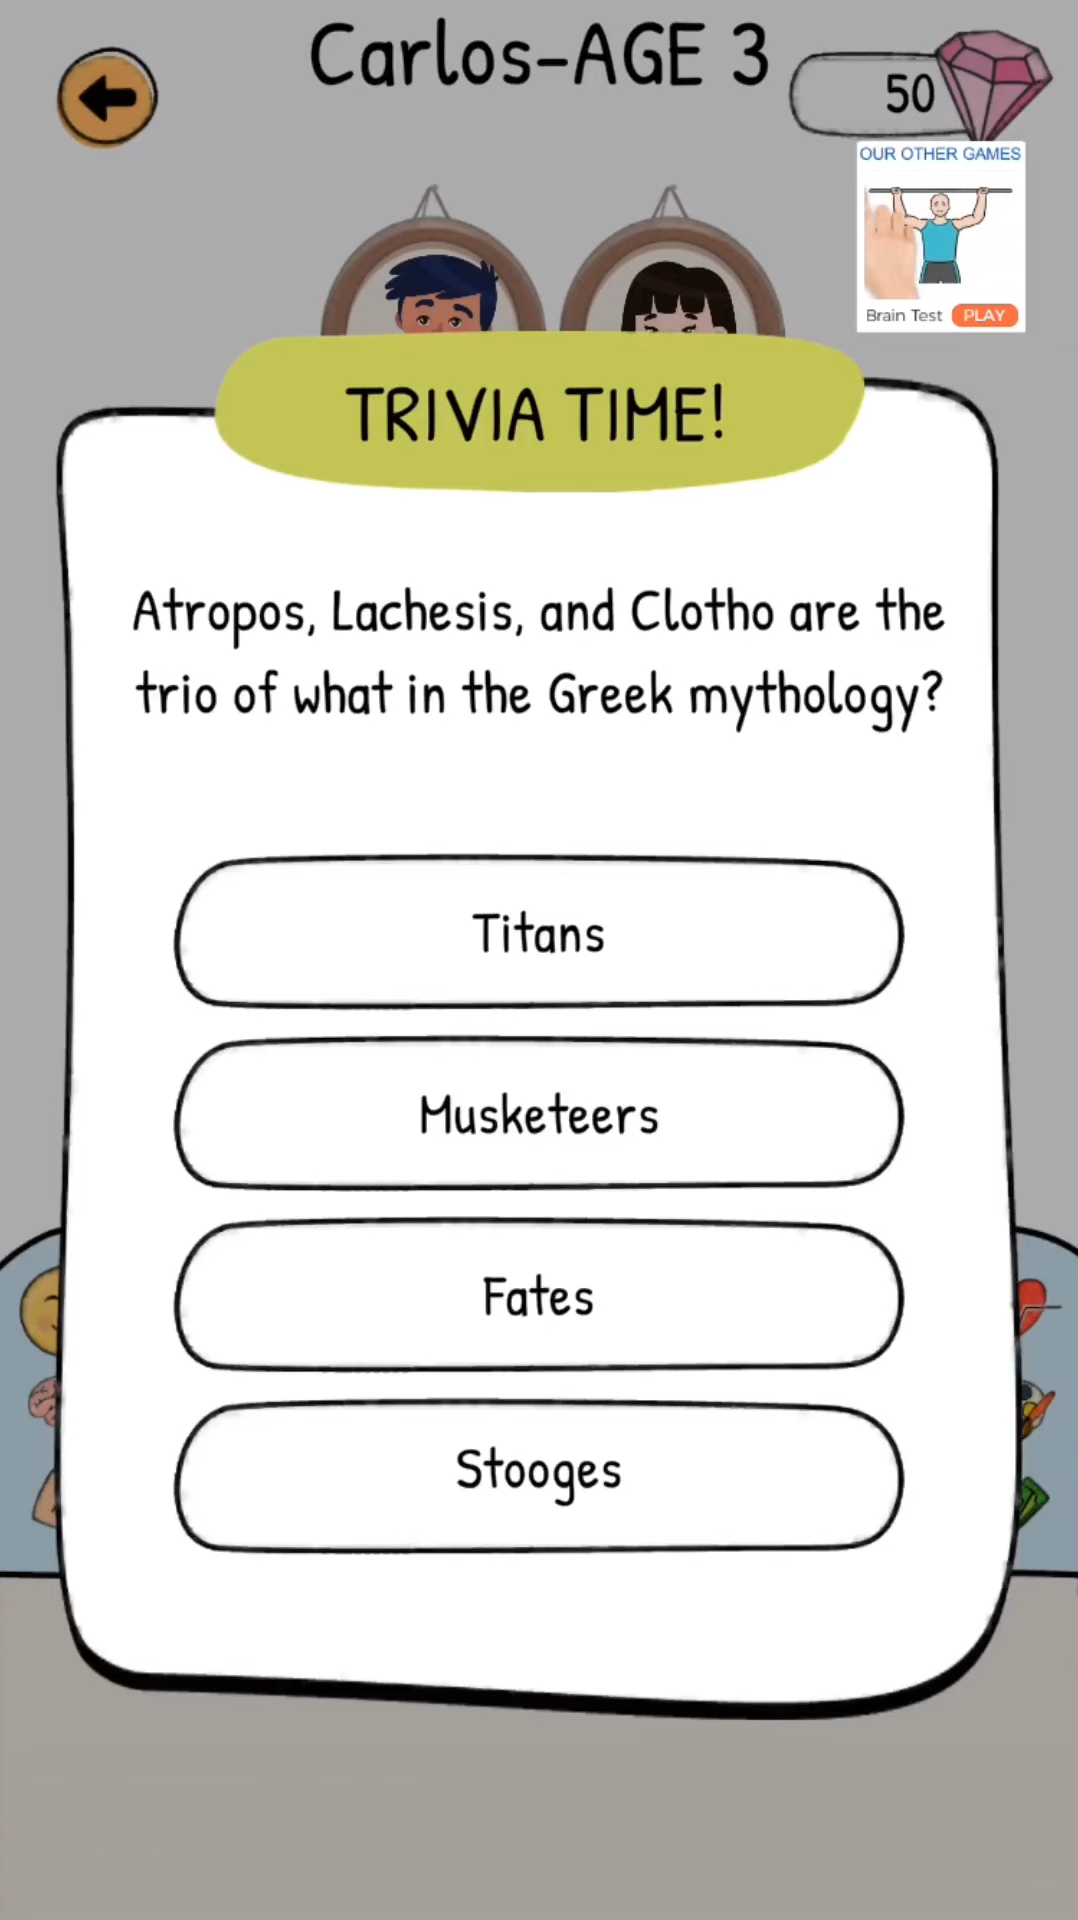 Carlos-AGE 3
50
OUR OTHER GAMES
Brain Test PLAY
TRIVIA TIME!
Atropos, Lachesis, and Clotho are the
trio of what in the Greek mythology?
Titans
Musketeers
Fates
Stooges